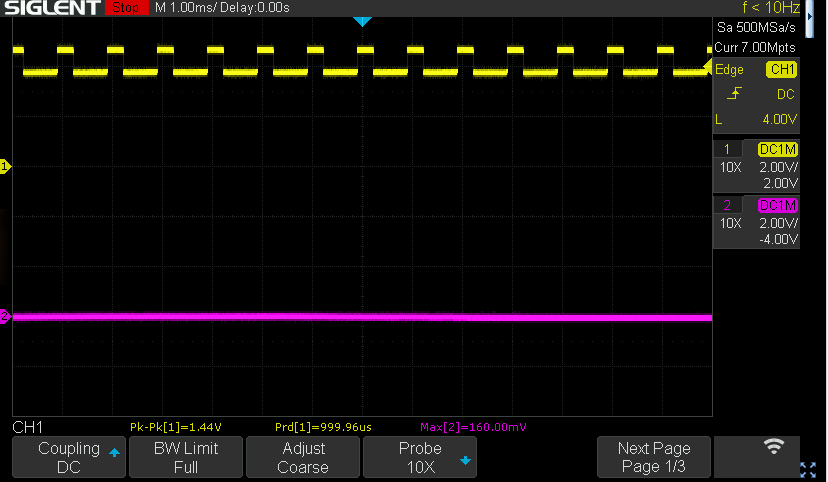 SIGLENT Stop M 1.00ms/ Delay:0.00s f < 10Hz
Sa 500MSa/s
Curr 7.00Mpts
Edge CH1
DC
L 4.00V
1 DC1M
10X 2.00V/
2.00V
2 DC1M
10X 2.00V/
-4.00V
1
2
CH1 Pk-Pk[1]=1.44V Prd[1]=999.96us Max[2]=160.00mV
Coupling BW Limit Adjust Probe Next Page
DC Full Coarse 10X Page 1/3